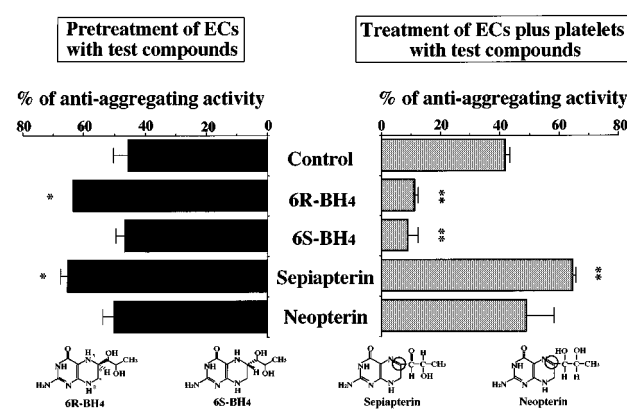 Pretreatment of ECs
with test compounds
Treatment of ECs plus platelets
with test compounds
% of anti-aggregating activity
% of anti-aggregating activity
80 60 40 20 0
0 20 40 60 80
Control
* 6R-BH4 **
6S-BH4 **
* Sepiapterin **
Neopterin
6R-BH4
6S-BH4
Sepiapterin
Neopterin